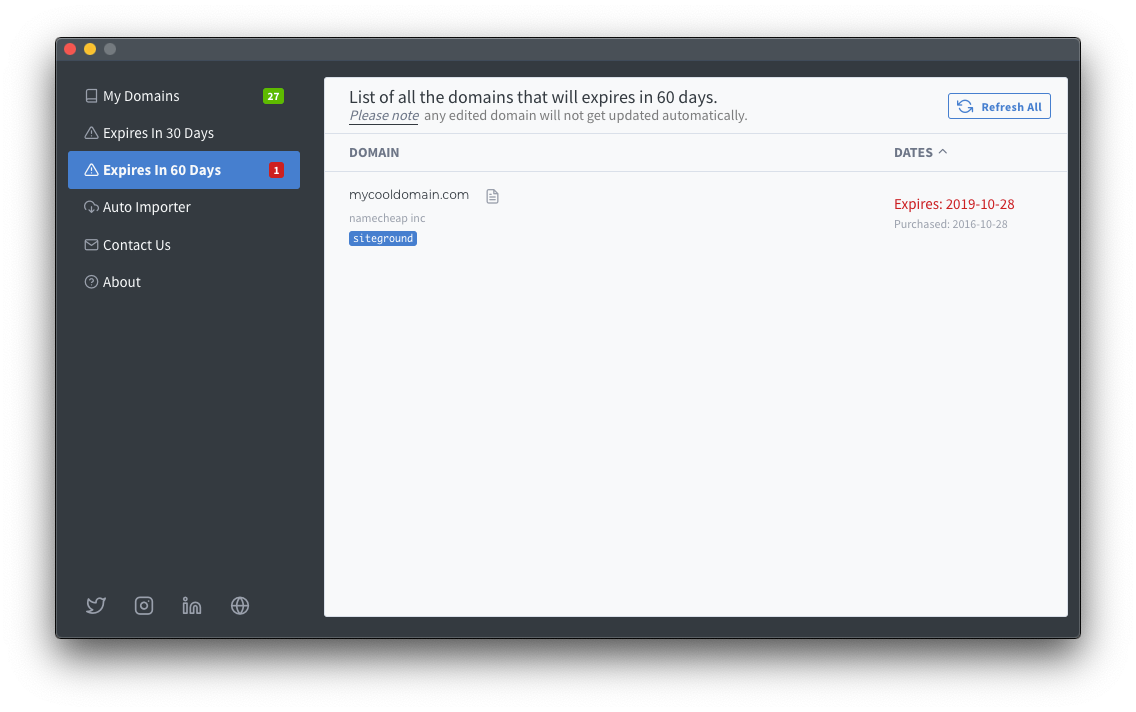 My Domains 27
Expires In 30 Days
Expires In 60 Days 1
Auto Importer
Contact Us
About
List of all the domains that will expires in 60 days.
Please note any edited domain will not get updated automatically.
Refresh All
DOMAIN DATES
mycooldomain.com
namecheap inc
siteground
Expires: 2019-10-28
Purchased: 2016-10-28